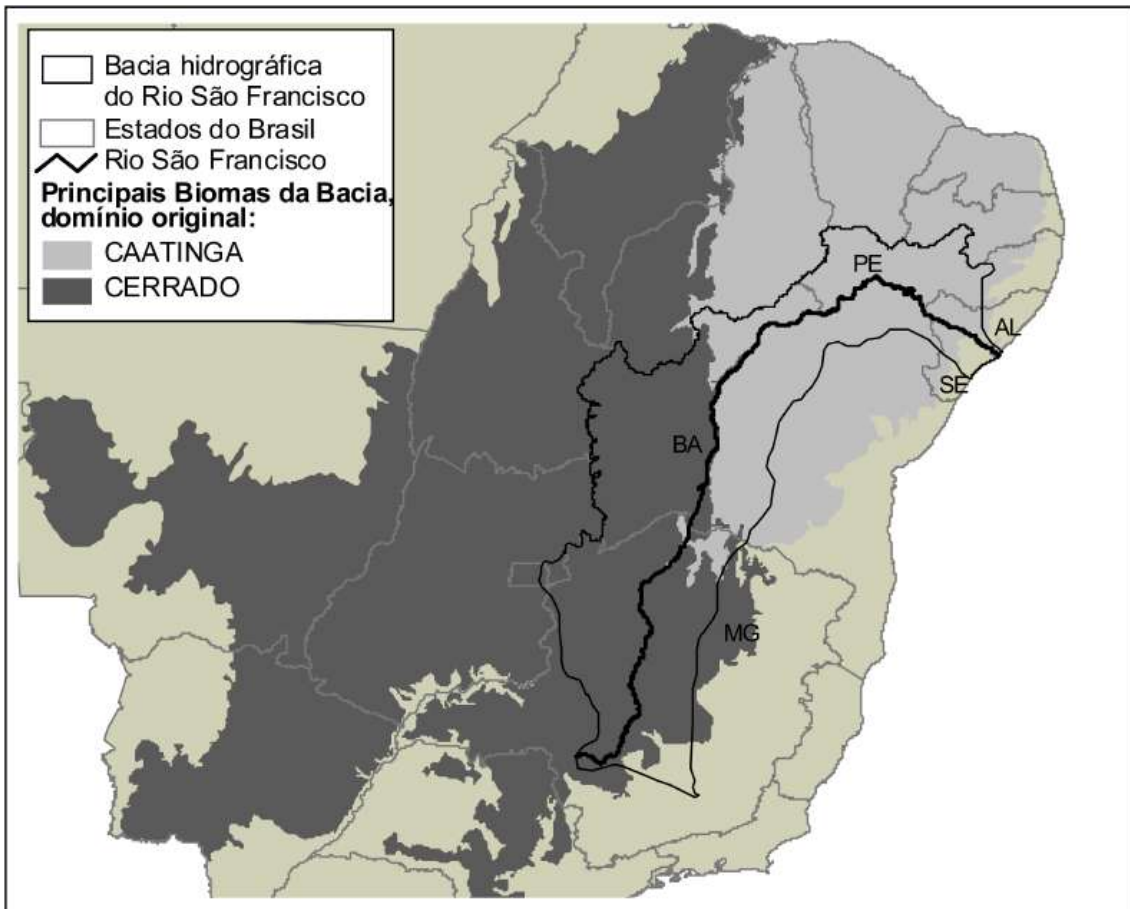 Bacia hidrográfica
do Rio São Francisco
Estados do Brasil
Rio São Francisco
Principais Biomas da Bacia,
domínio original:
CAATINGA
CERRADO
PE
AL
SE
BA
MG